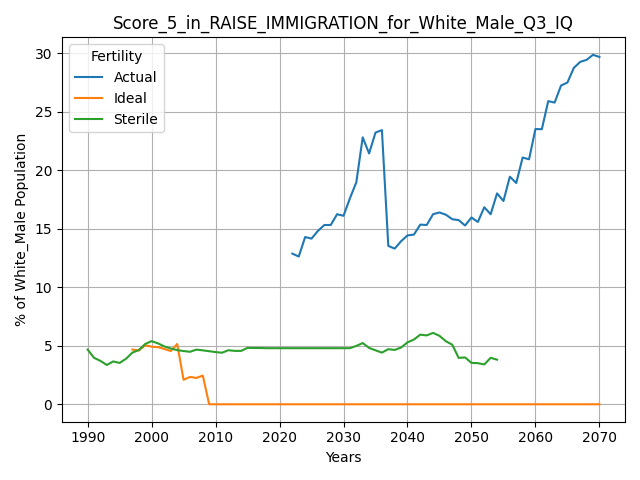 Score_5_in_RAISE_IMMIGRATION_for_White_Male_Q3_IQ
Fertility
Actual
Ideal
Sterile
% of White_Male Population
30
25
20
15
10
5
0
1990 2000 2010 2020 2030 2040 2050 2060 2070
Years